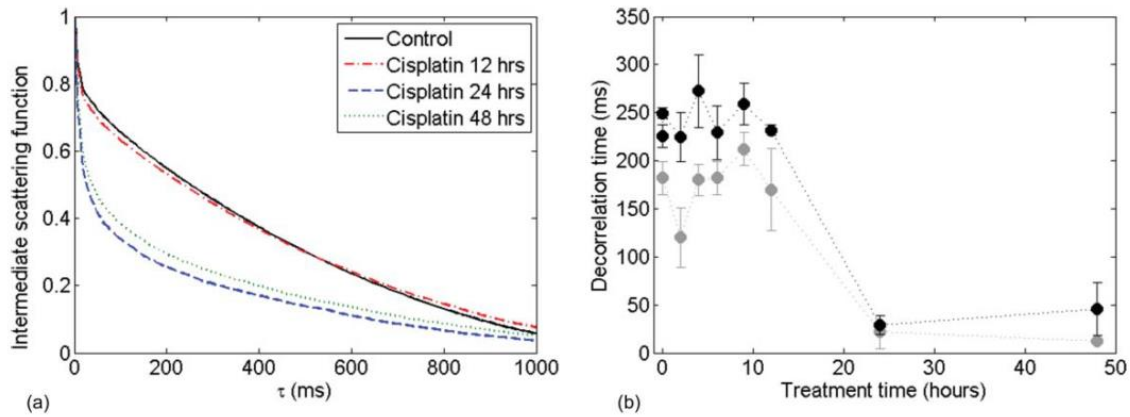 Intermediate scattering function
1
0.8
0.6
0.4
0.2
0
0
200
400
600
800
1000
τ (ms)
Control
Cisplatin 12 hrs
Cisplatin 24 hrs
Cisplatin 48 hrs
(a)
Decorrelation time (ms)
350
300
250
200
150
100
50
0
0
10
20
30
40
50
Treatment time (hours)
(b)